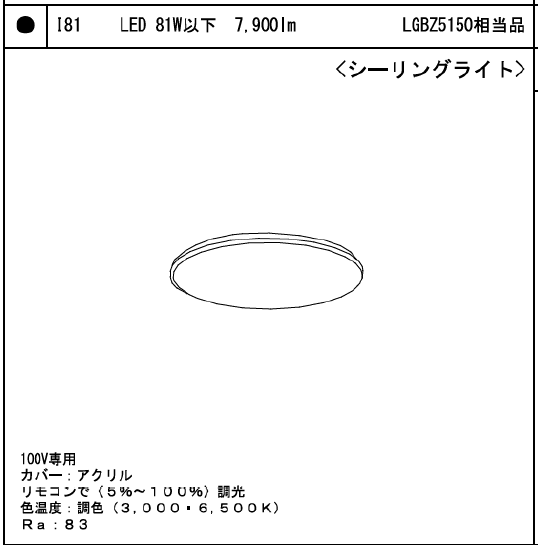 ● I81 LED 81W以下 7,900lm LGBZ5150相当品
<シーリングライト>
100V専用
カバー：アクリル
リモコンで（5%～100%）調光
色温度：調色（3,000・6,500K）
Ra：83